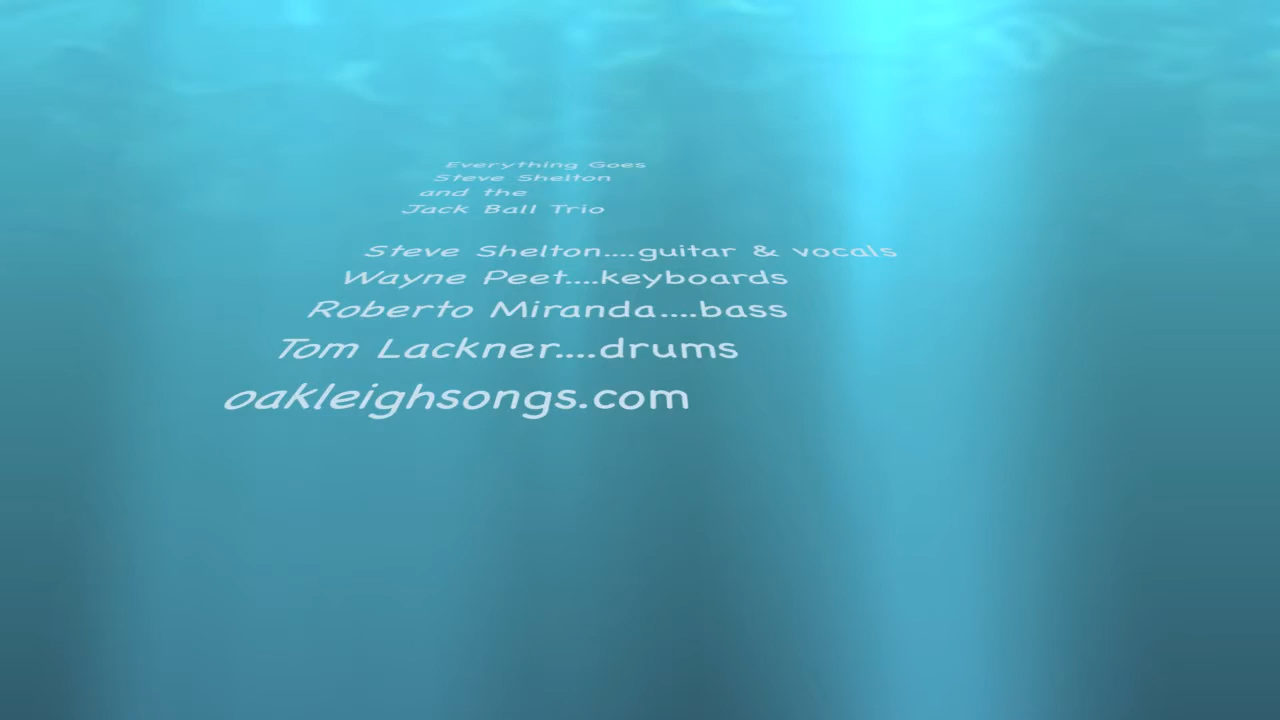 Everything Goes
Steve Shelton
and the
Jack Ball Trio
Steve Shelton....guitar & vocals
Wayne Peet....keyboards
Roberto Miranda....bass
Tom Lackner....drums
oakleighsongs.com